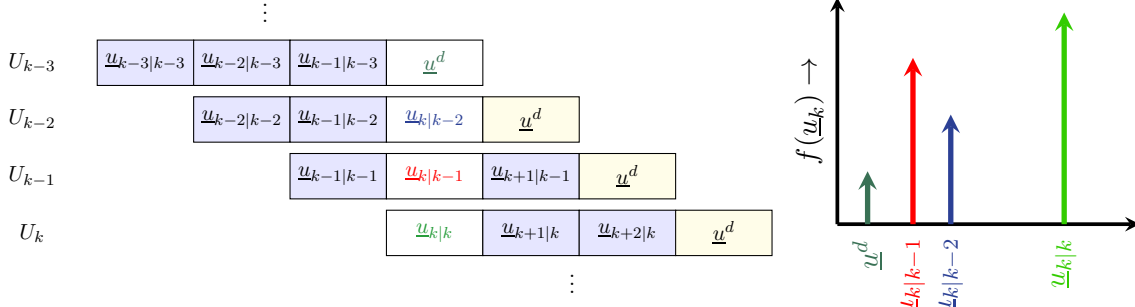 ⋮
U_{k−3} u_{k−3|k−3} u_{k−2|k−3} u_{k−1|k−3} u^d
U_{k−2} u_{k−2|k−2} u_{k−1|k−2} u_{k|k−2} u^d
U_{k−1} u_{k−1|k−1} u_{k|k−1} u_{k+1|k−1} u^d
U_k u_{k|k} u_{k+1|k} u_{k+2|k} u^d
⋮
f(u_k) →
u^d
u_{k|k−1}
u_{k|k−2}
u_{k|k}